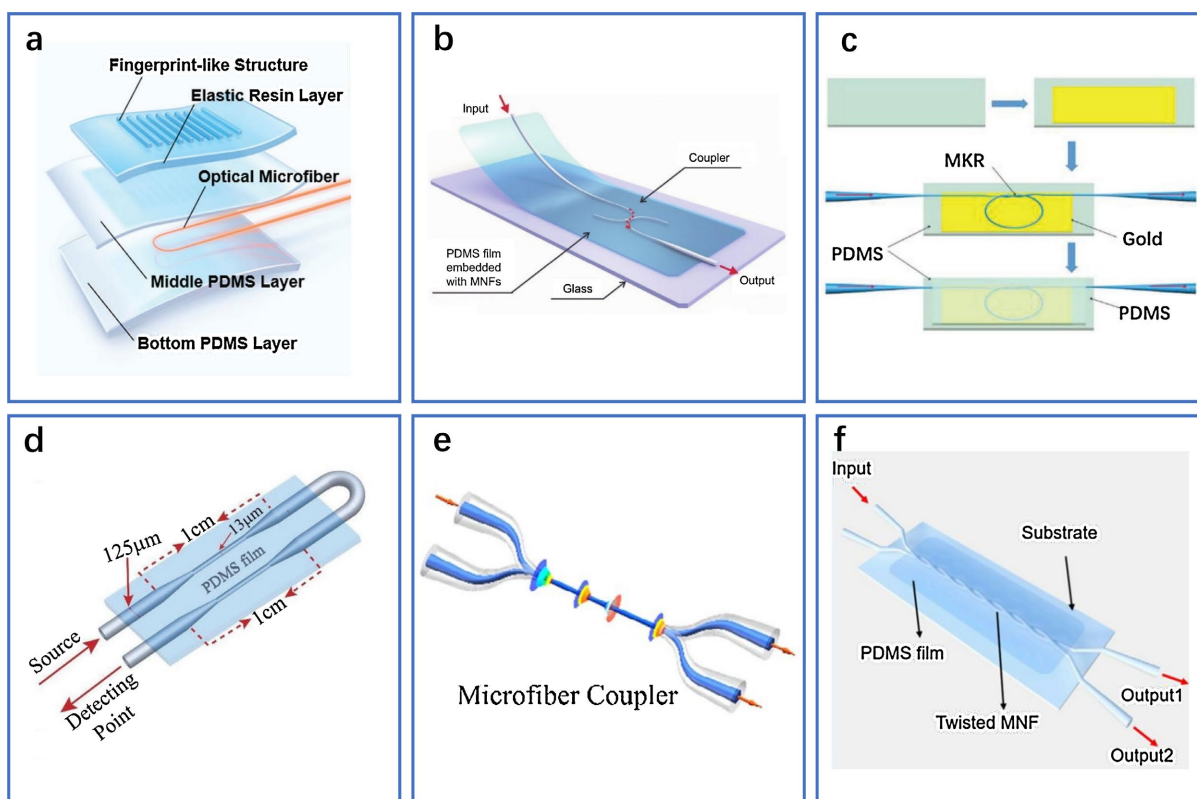 a
Fingerprint-like Structure
Elastic Resin Layer
Optical Microfiber
Middle PDMS Layer
Bottom PDMS Layer
b
Input
Coupler
PDMS film
embedded
with MNFs
Glass
Output
c
MKR
PDMS
Gold
PDMS
d
125μm
1cm
13μm
PDMS film
1cm
Source
Detecting
Point
e
Microfiber Coupler
f
Input
Substrate
PDMS film
Twisted MNF
Output1
Output2